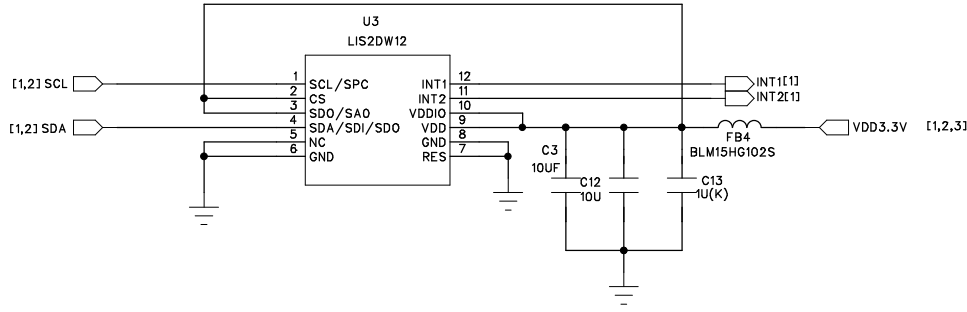 U3
LIS2DW12
[1,2] SCL
1
SCL/SPC
INT1
12
INT1[1]
2
CS
INT2
11
INT2[1]
3
SDO/SAO
VDDIO
10
[1,2] SDA
4
SDA/SDI/SDO
VDD
9
VDD3.3V [1,2,3]
5
NC
GND
8
6
GND
RES
7
FB4
BLM15HG102S
C3
10UF
C12
10U
C13
1U(K)